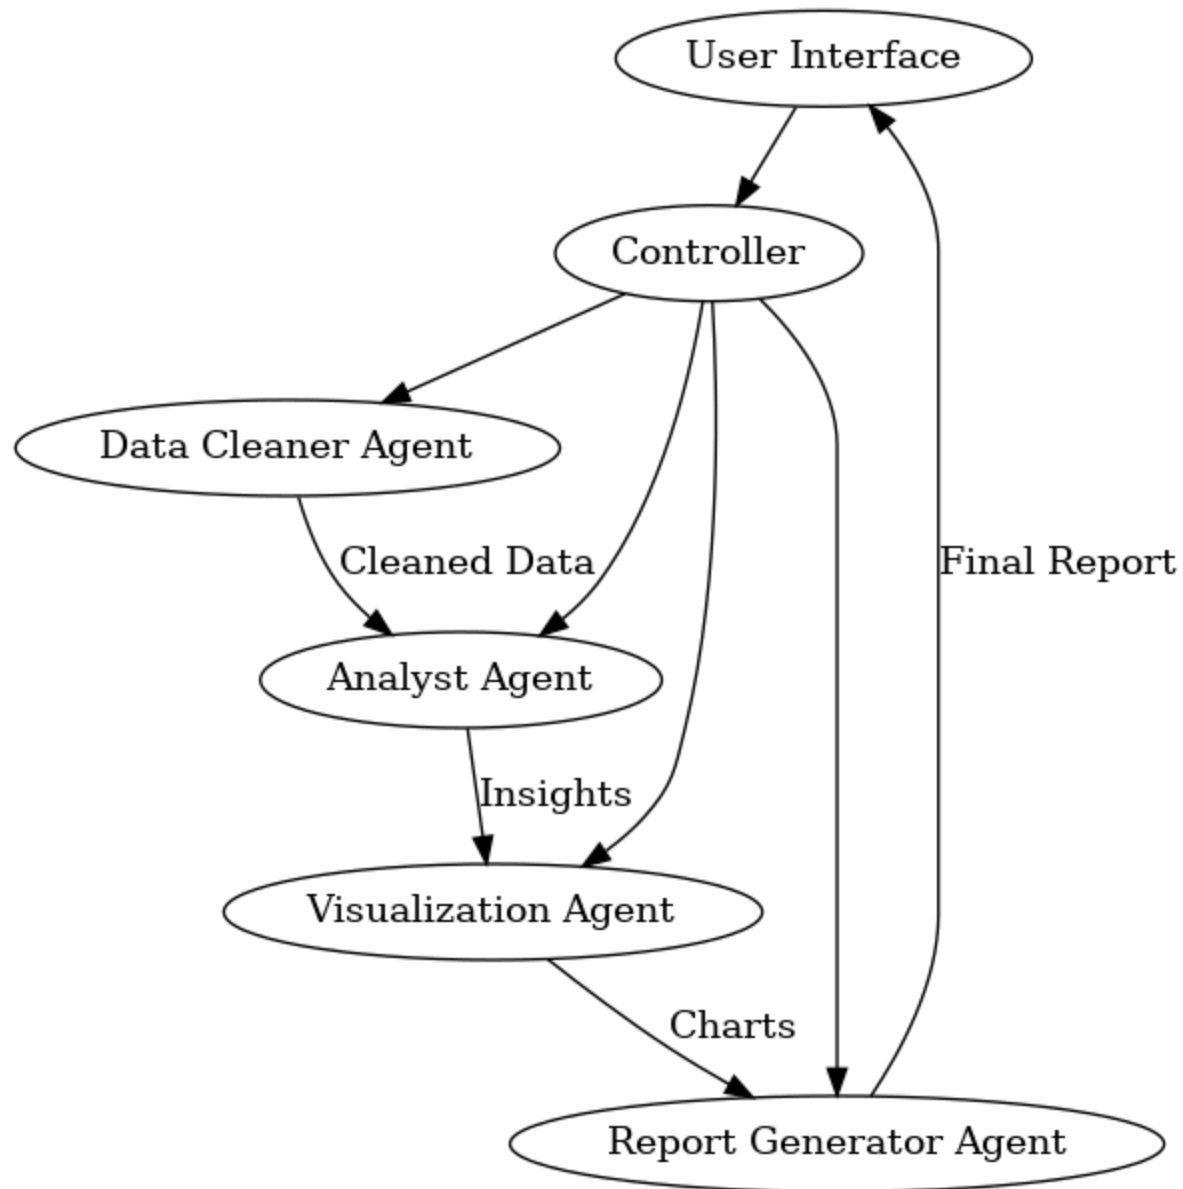 User Interface
Controller
Data Cleaner Agent
Cleaned Data
Final Report
Analyst Agent
Insights
Visualization Agent
Charts
Report Generator Agent